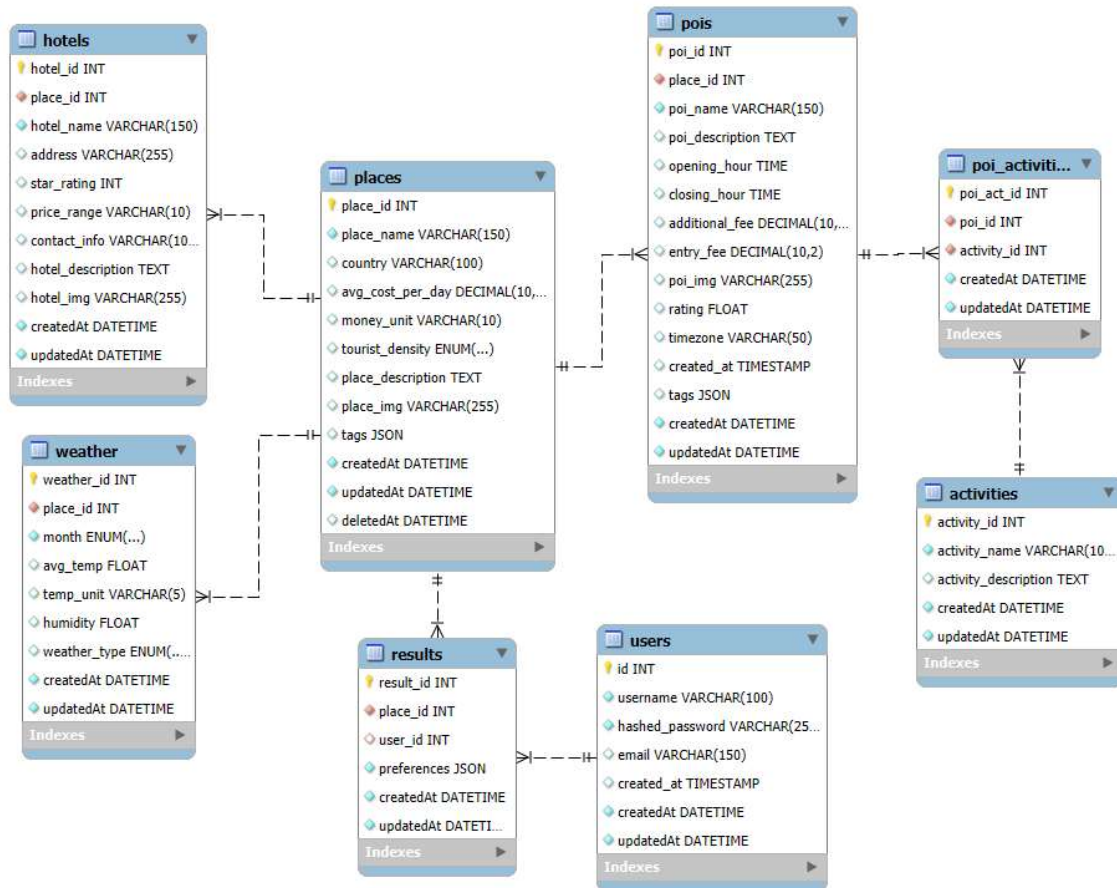 hotels
hotel_id INT
place_id INT
hotel_name VARCHAR(150)
address VARCHAR(255)
star_rating INT
price_range VARCHAR(10)
contact_info VARCHAR(10...
hotel_description TEXT
hotel_img VARCHAR(255)
createdAt DATETIME
updatedAt DATETIME
Indexes
weather
weather_id INT
place_id INT
month ENUM(...)
avg_temp FLOAT
temp_unit VARCHAR(5)
humidity FLOAT
weather_type ENUM(.....
createdAt DATETIME
updatedAt DATETIME
Indexes
places
place_id INT
place_name VARCHAR(150)
country VARCHAR(100)
avg_cost_per_day DECIMAL(10,...
money_unit VARCHAR(10)
tourist_density ENUM(...)
place_description TEXT
place_img VARCHAR(255)
tags JSON
createdAt DATETIME
updatedAt DATETIME
deletedAt DATETIME
Indexes
results
result_id INT
place_id INT
user_id INT
preferences JSON
createdAt DATETIME
updatedAt DATETI...
Indexes
users
id INT
username VARCHAR(100)
hashed_password VARCHAR(25...
email VARCHAR(150)
created_at TIMESTAMP
createdAt DATETIME
updatedAt DATETIME
Indexes
pois
poi_id INT
place_id INT
poi_name VARCHAR(150)
poi_description TEXT
opening_hour TIME
closing_hour TIME
additional_fee DECIMAL(10,...
entry_fee DECIMAL(10,2)
poi_img VARCHAR(255)
rating FLOAT
timezone VARCHAR(50)
created_at TIMESTAMP
tags JSON
createdAt DATETIME
updatedAt DATETIME
Indexes
poi_activiti...
poi_act_id INT
poi_id INT
activity_id INT
createdAt DATETIME
updatedAt DATETIME
Indexes
activities
activity_id INT
activity_name VARCHAR(10...
activity_description TEXT
createdAt DATETIME
updatedAt DATETIME
Indexes